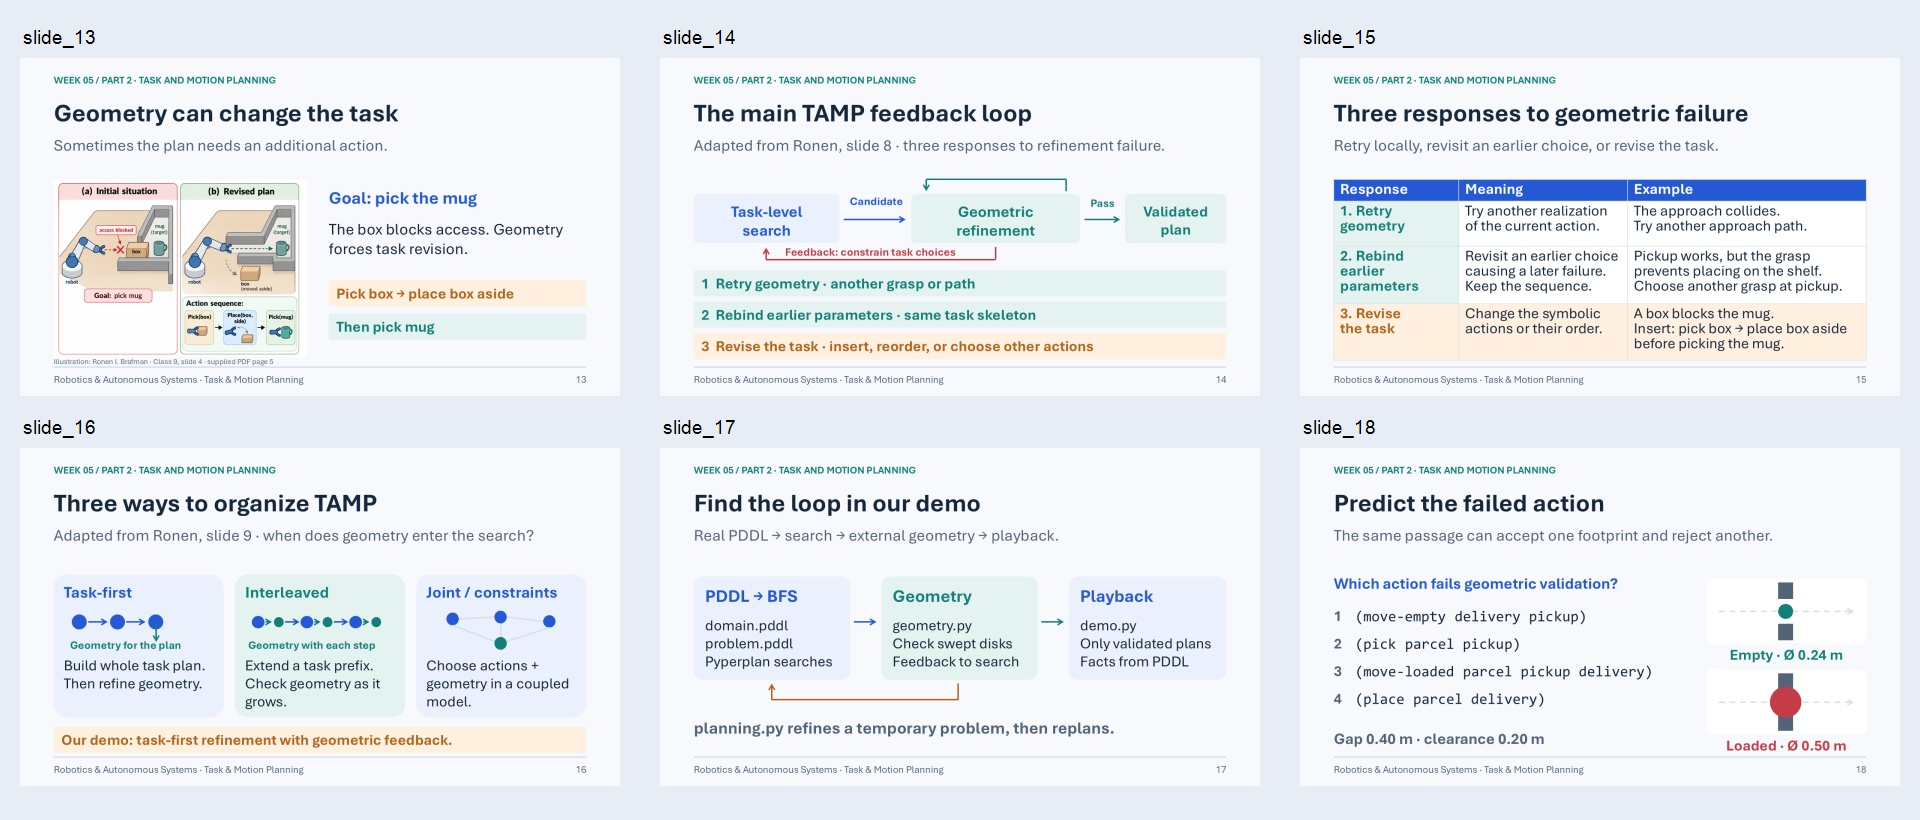 slide_13
WEEK 05 / PART 2 · TASK AND MOTION PLANNING
Geometry can change the task
Sometimes the plan needs an additional action.
(a) Initial situation
access blocked
mug
(target)
box
robot
Goal: pick mug
(b) Revised plan
mug
(target)
robot
box
(moved aside)
Action sequence:
Pick(box)
Place(box, side)
Pick(mug)
Goal: pick the mug
The box blocks access. Geometry
forces task revision.
Pick box → place box aside
Then pick mug
Illustration: Ronen I. Brafman · Class 9, slide 4 · supplied PDF page 5
Robotics & Autonomous Systems · Task & Motion Planning
13
slide_14
WEEK 05 / PART 2 · TASK AND MOTION PLANNING
The main TAMP feedback loop
Adapted from Ronen, slide 8 · three responses to refinement failure.
Task-level
search
Candidate
Geometric
refinement
Pass
Validated
plan
Feedback: constrain task choices
1 Retry geometry · another grasp or path
2 Rebind earlier parameters · same task skeleton
3 Revise the task · insert, reorder, or choose other actions
Robotics & Autonomous Systems · Task & Motion Planning
14
slide_15
WEEK 05 / PART 2 · TASK AND MOTION PLANNING
Three responses to geometric failure
Retry locally, revisit an earlier choice, or revise the task.
Response
Meaning
Example
1. Retry
geometry
Try another realization
of the current action.
The approach collides.
Try another approach path.
2. Rebind
earlier
parameters
Revisit an earlier choice
causing a later failure.
Keep the sequence.
Pickup works, but the grasp
prevents placing on the shelf.
Choose another grasp at pickup.
3. Revise
the task
Change the symbolic
actions or their order.
A box blocks the mug.
Insert: pick box → place box aside
before picking the mug.
Robotics & Autonomous Systems · Task & Motion Planning
15
slide_16
WEEK 05 / PART 2 · TASK AND MOTION PLANNING
Three ways to organize TAMP
Adapted from Ronen, slide 9 · when does geometry enter the search?
Task-first
Geometry for the plan
Build whole task plan.
Then refine geometry.
Interleaved
Geometry with each step
Extend a task prefix.
Check geometry as it
grows.
Joint / constraints
Choose actions +
geometry in a coupled
model.
Our demo: task-first refinement with geometric feedback.
Robotics & Autonomous Systems · Task & Motion Planning
16
slide_17
WEEK 05 / PART 2 · TASK AND MOTION PLANNING
Find the loop in our demo
Real PDDL → search → external geometry → playback.
PDDL → BFS
domain.pddl
problem.pddl
Pyperplan searches
Geometry
geometry.py
Check swept disks
Feedback to search
Playback
demo.py
Only validated plans
Facts from PDDL
planning.py refines a temporary problem, then replans.
Robotics & Autonomous Systems · Task & Motion Planning
17
slide_18
WEEK 05 / PART 2 · TASK AND MOTION PLANNING
Predict the failed action
The same passage can accept one footprint and reject another.
Which action fails geometric validation?
1 (move-empty delivery pickup)
2 (pick parcel pickup)
3 (move-loaded parcel pickup delivery)
4 (place parcel delivery)
Gap 0.40 m · clearance 0.20 m
Empty · Ø 0.24 m
Loaded · Ø 0.50 m
Robotics & Autonomous Systems · Task & Motion Planning
18